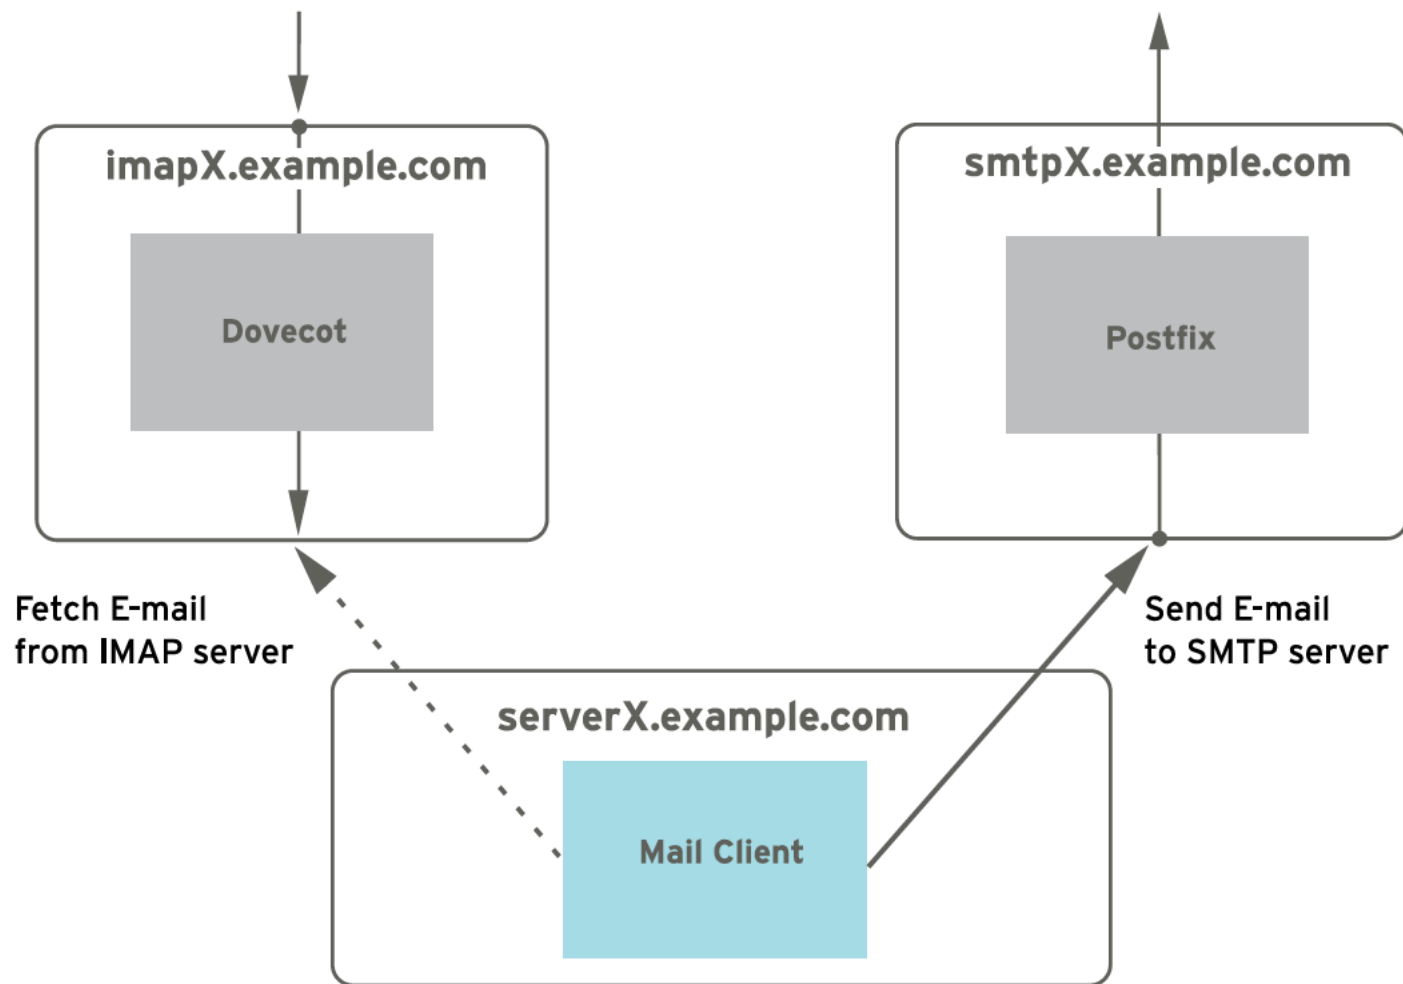 imapX.example.com
smtpX.example.com
Dovecot
Postfix
Fetch E-mail
from IMAP server
Send E-mail
to SMTP server
serverX.example.com
Mail Client